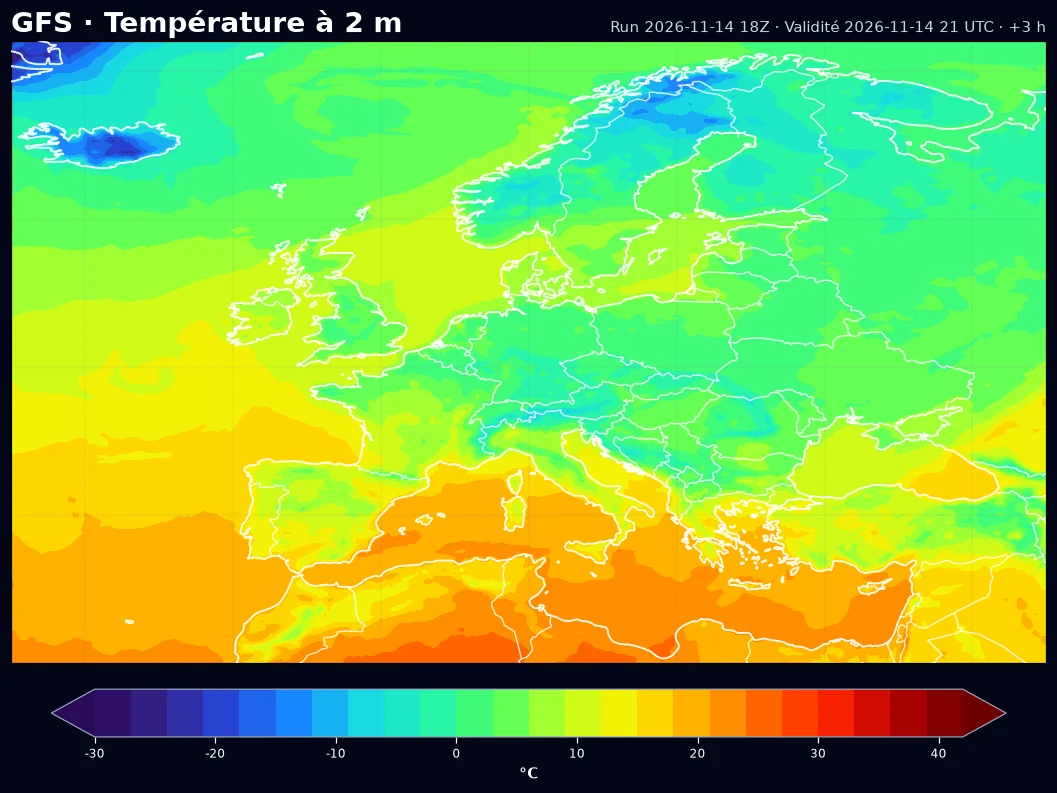 GFS · Température à 2 m
Run 2026-11-14 18Z · Validité 2026-11-14 21 UTC · +3 h
-30 -20 -10 0 10 20 30 40
°C